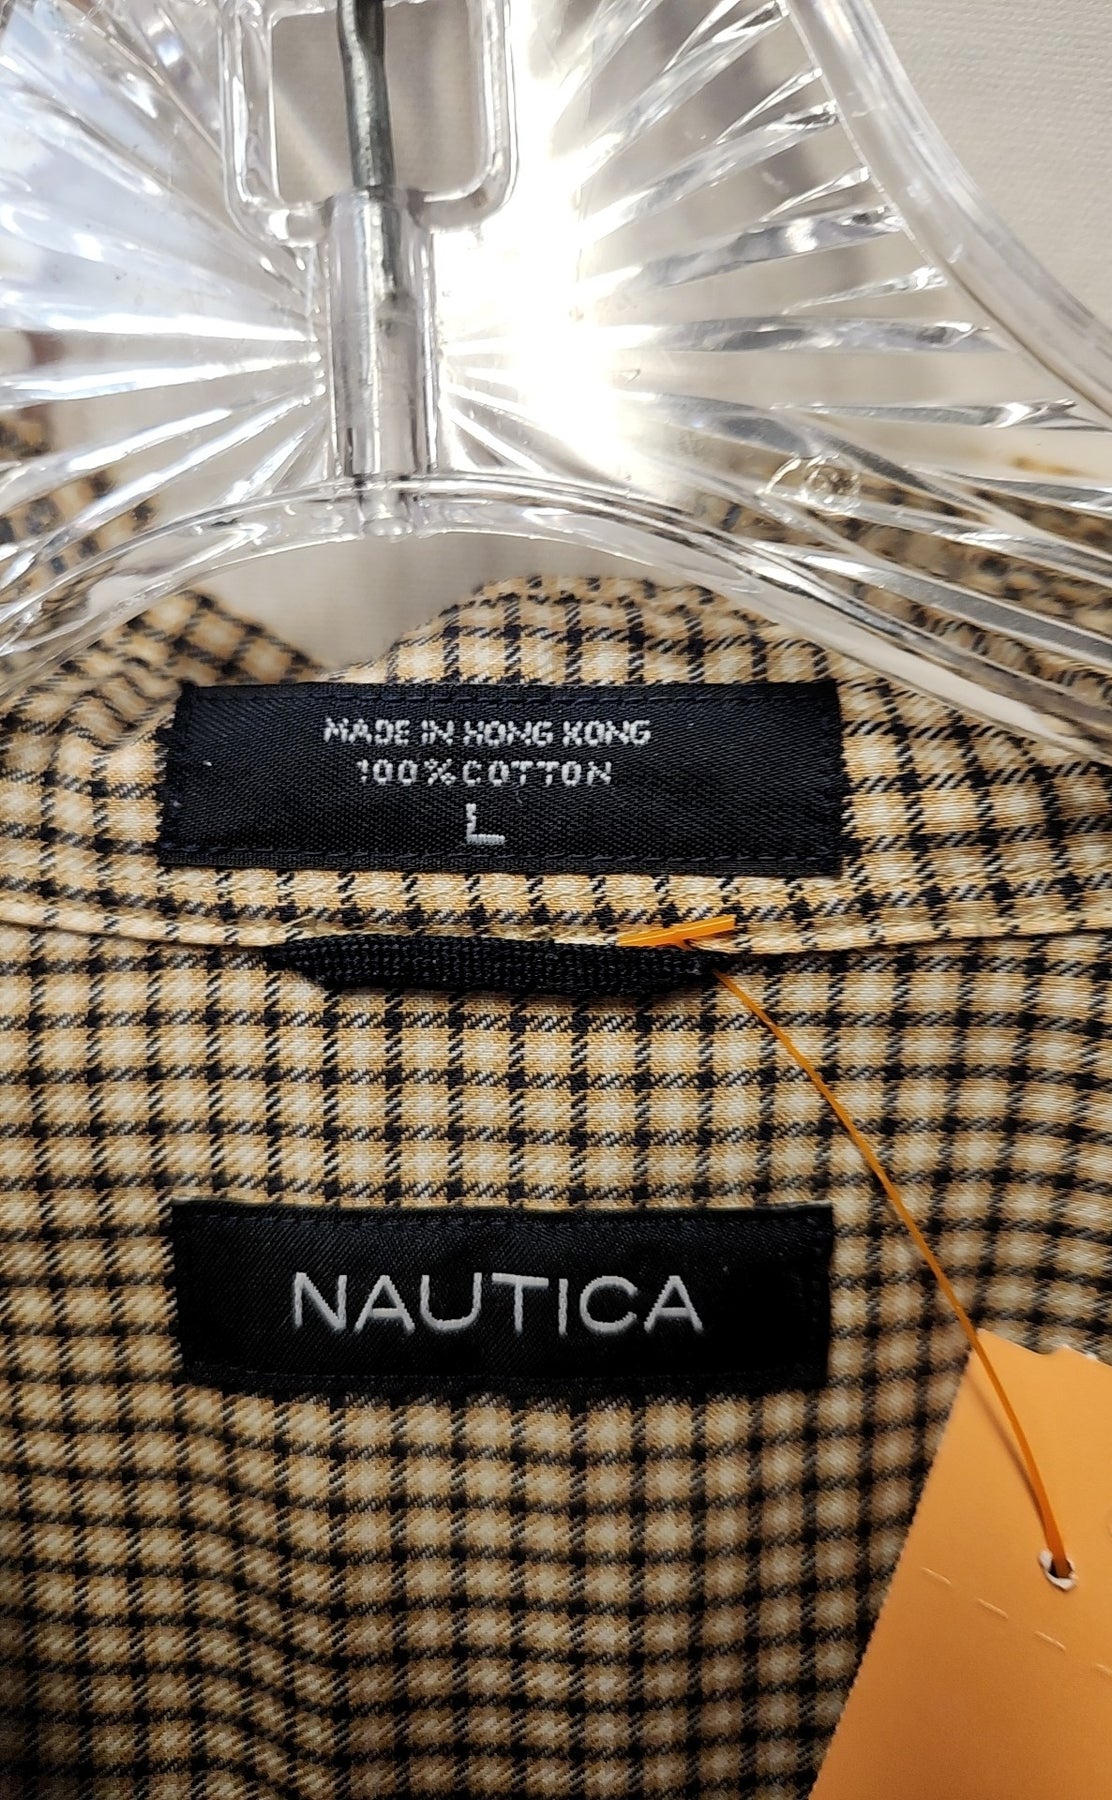 MADE IN HONG KONG
100% COTTON
L
NAUTICA